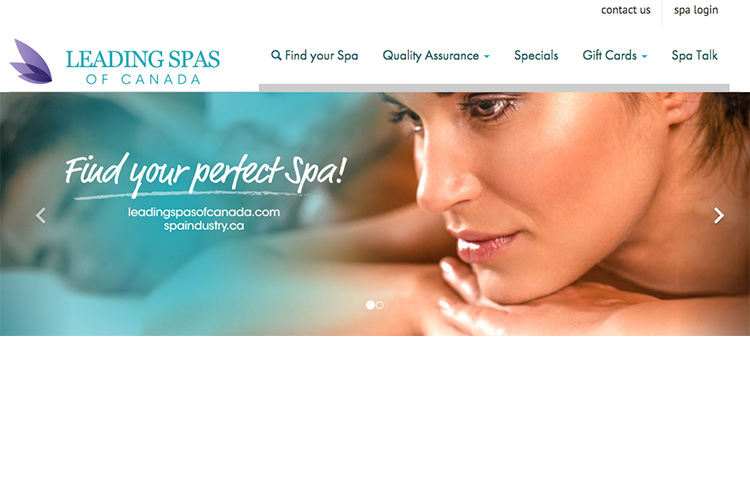 contact us
spa login
LEADING SPAS
OF CANADA
Find your Spa
Quality Assurance
Specials
Gift Cards
Spa Talk
Find your perfect Spa!
leadingspasofcanada.com
spaindustry.ca